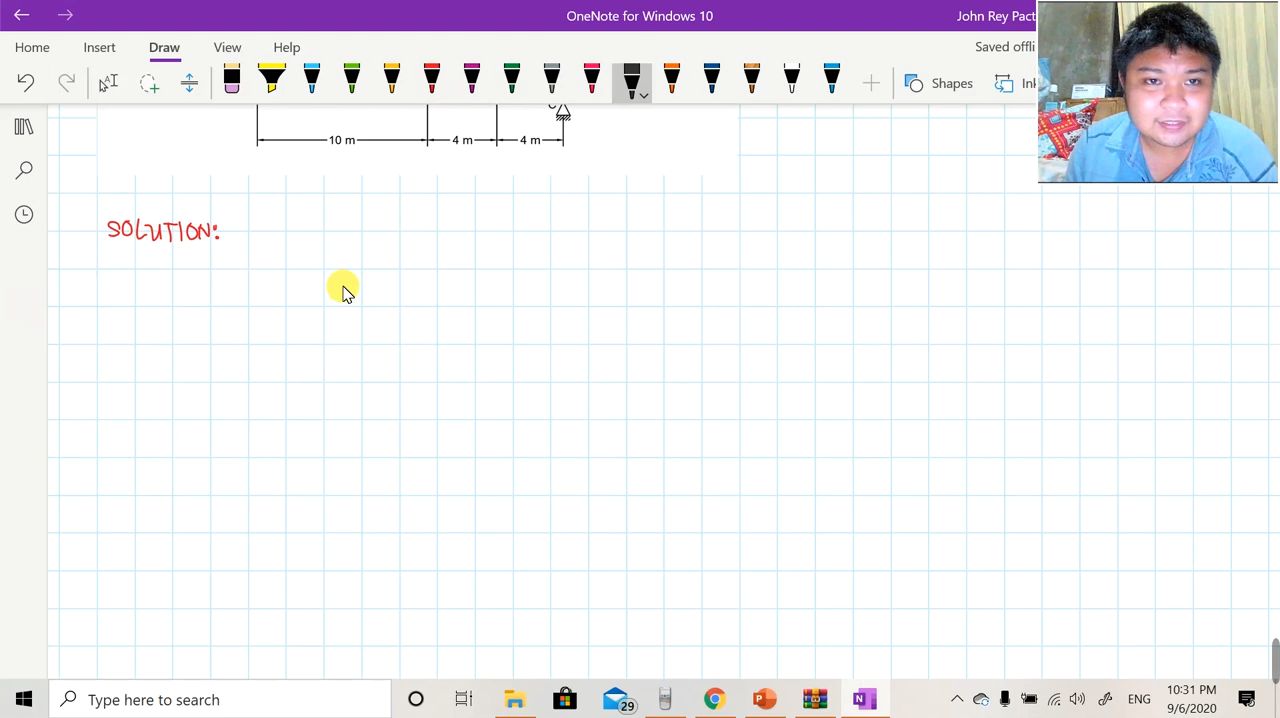 OneNote for Windows 10
John Rey Pact
Home Insert Draw View Help
Saved offli
Shapes
Ink
10 m 4 m 4 m
SOLUTION:
Type here to search
29
ENG
10:31 PM
9/6/2020